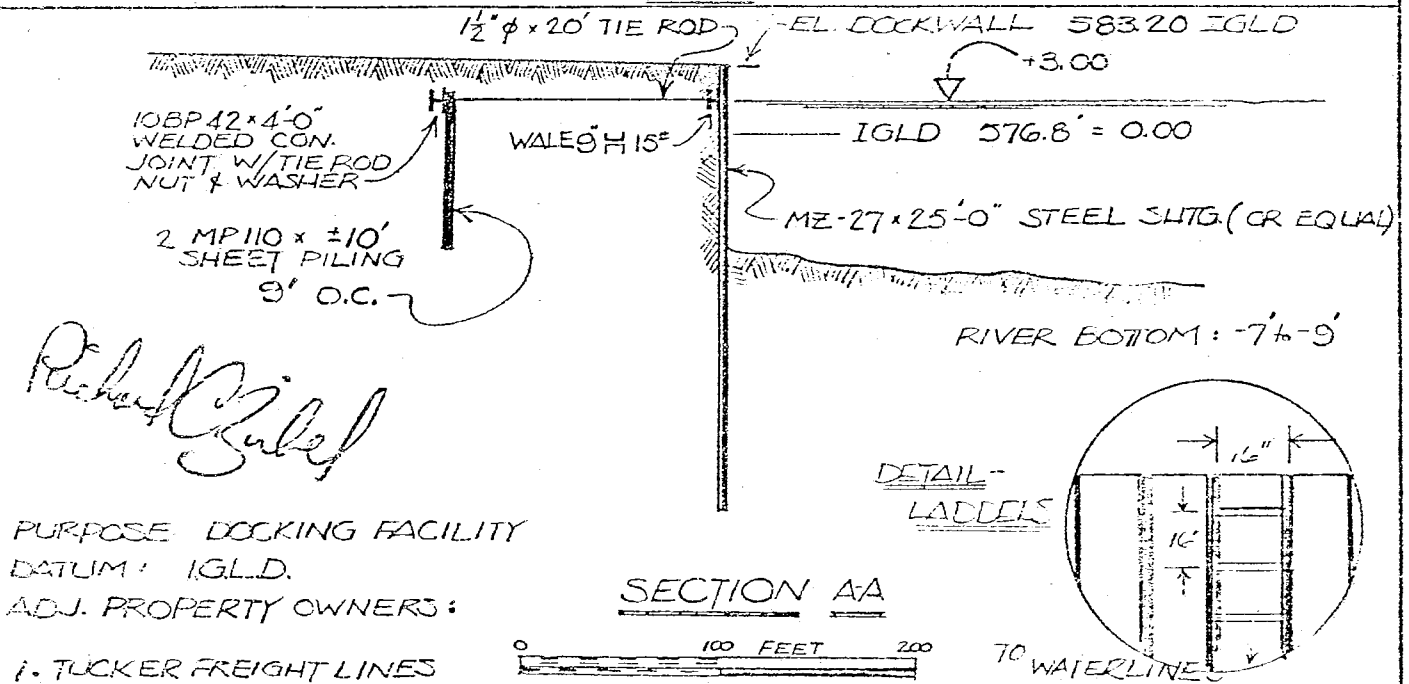 1½" φ x 20' TIE ROD
EL. DOCKWALL 583.20 IGLD
+3.00
10BP42 x 4'-0"
WELDED CON.
JOINT W/TIE ROD
NUT & WASHER
WALE 9" H 15#
IGLD 576.8' = 0.00
MZ-27 x 25'-0" STEEL SHTG. (OR EQUAL)
2 MP110 x ±10'
SHEET PILING
9' O.C.
RIVER BOTTOM: -7' to -9'
DETAIL-
LADDERS
16"
16"
PURPOSE DOCKING FACILITY
DATUM: I.G.L.D.
ADJ. PROPERTY OWNERS:
SECTION AA
0 100 FEET 200
1. TUCKER FREIGHT LINES
TO WATERLINES